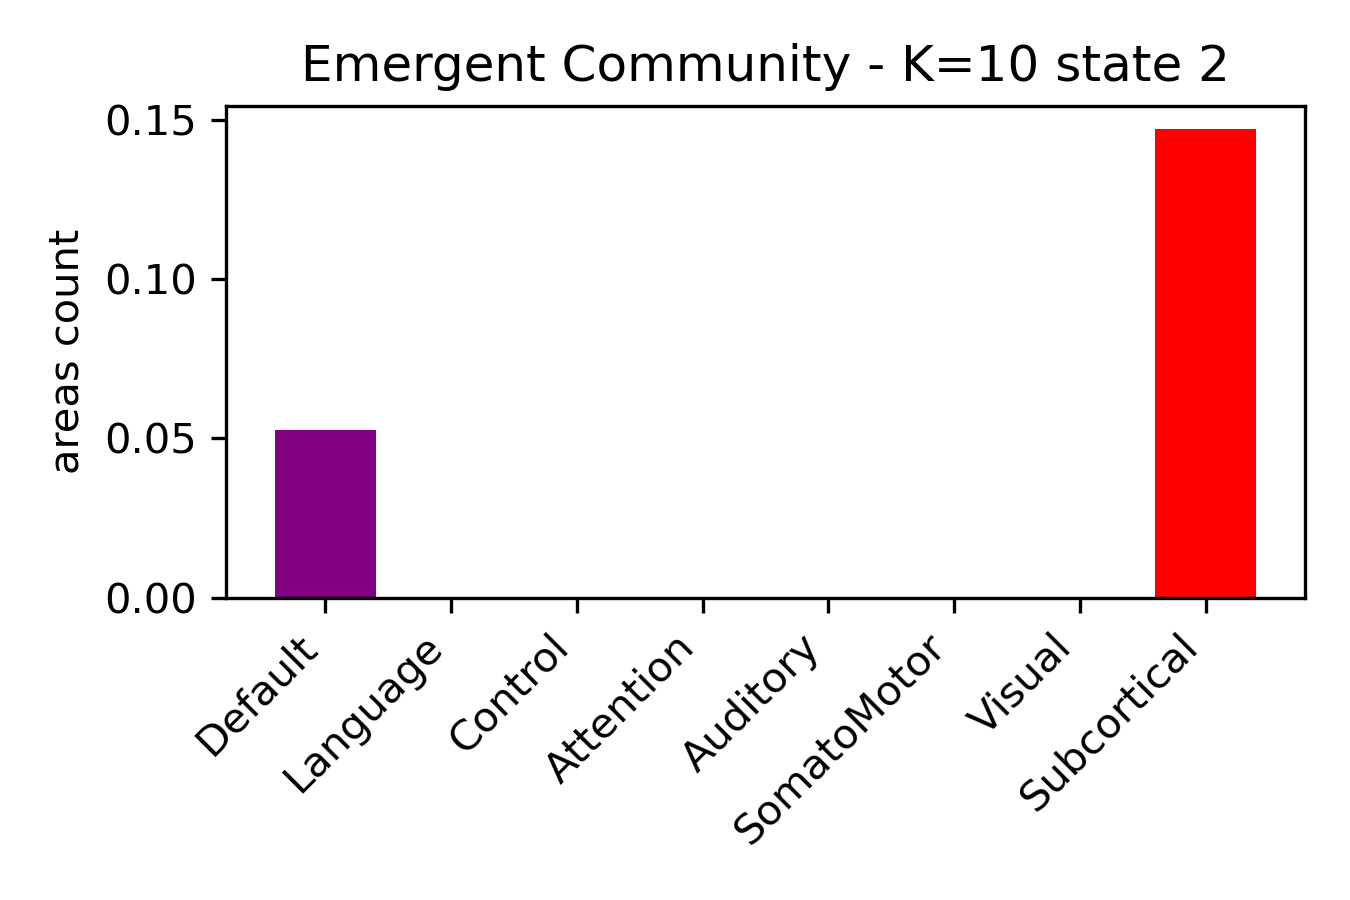 Emergent Community - K=10 state 2
areas count
0.15
0.10
0.05
0.00
Default
Language
Control
Attention
Auditory
SomatoMotor
Visual
Subcortical